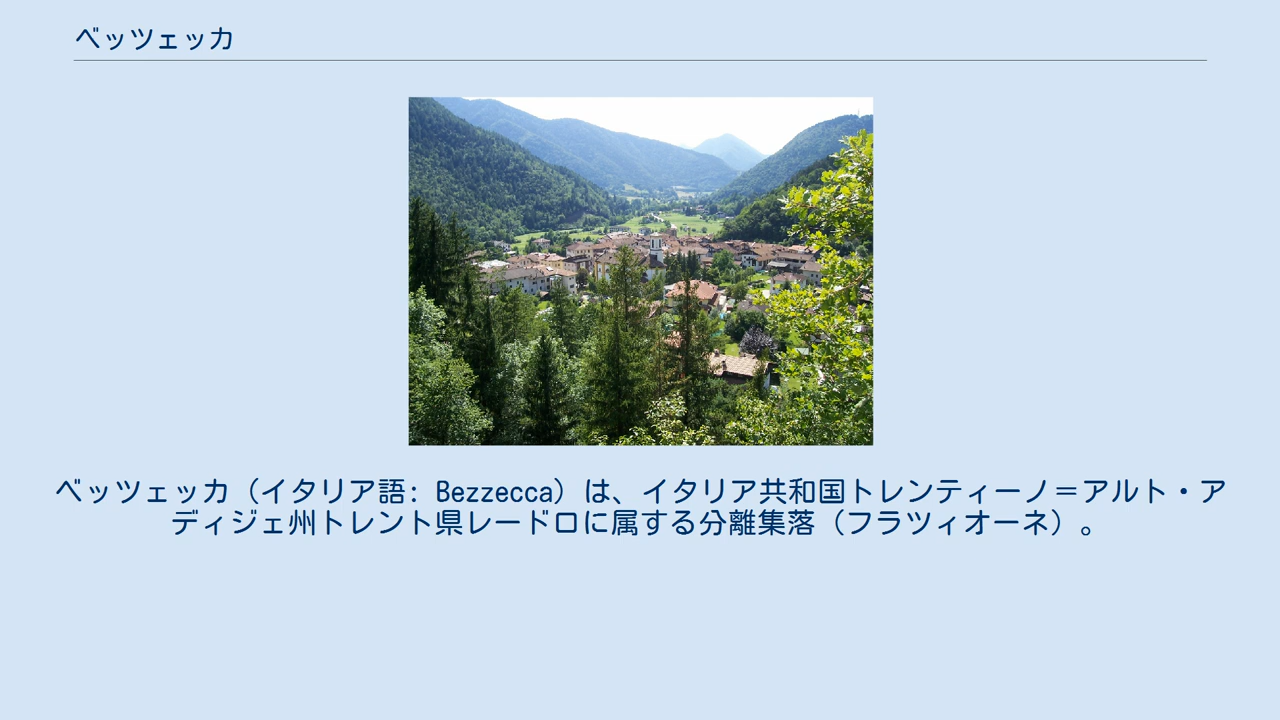 ベッツェッカ
ベッツェッカ（イタリア語: Bezzecca）は、イタリア共和国トレンティーノ＝アルト・ア
ディジェ州トレント県レードロに属する分離集落（フラツィオーネ）。